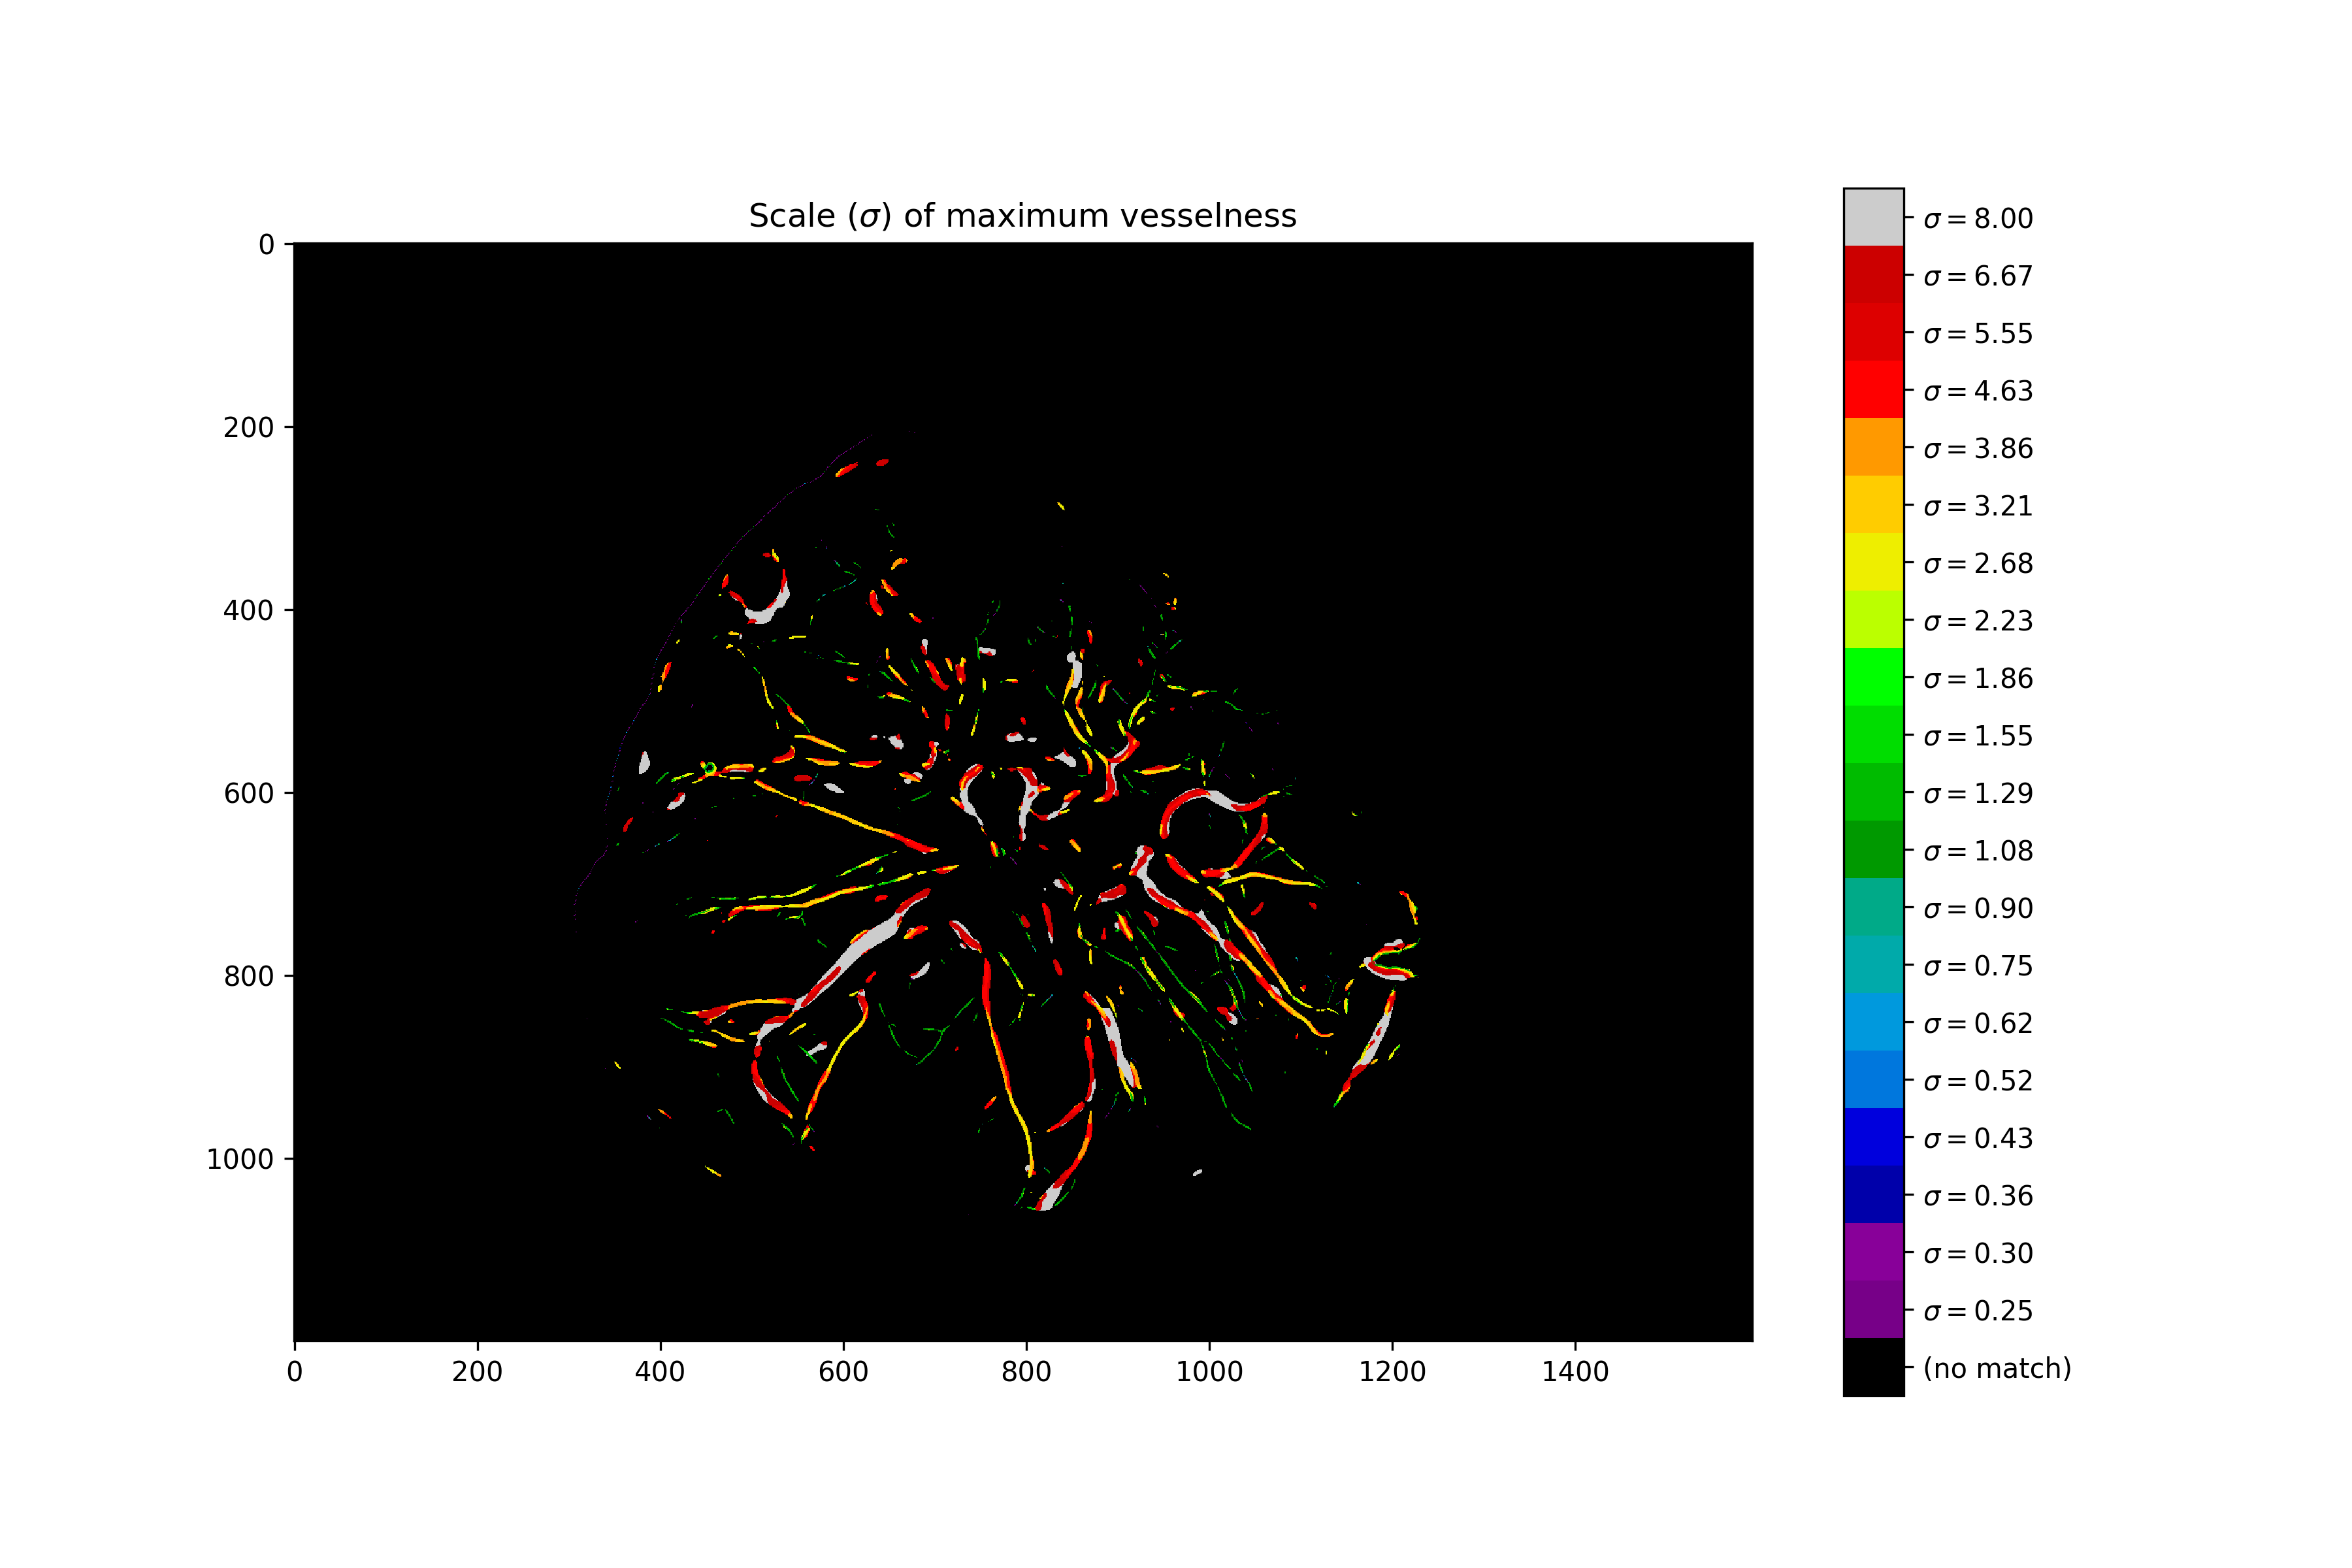 Scale (σ) of maximum vesselness
0
200
400
600
800
1000
0 200 400 600 800 1000 1200 1400
σ = 8.00
σ = 6.67
σ = 5.55
σ = 4.63
σ = 3.86
σ = 3.21
σ = 2.68
σ = 2.23
σ = 1.86
σ = 1.55
σ = 1.29
σ = 1.08
σ = 0.90
σ = 0.75
σ = 0.62
σ = 0.52
σ = 0.43
σ = 0.36
σ = 0.30
σ = 0.25
(no match)